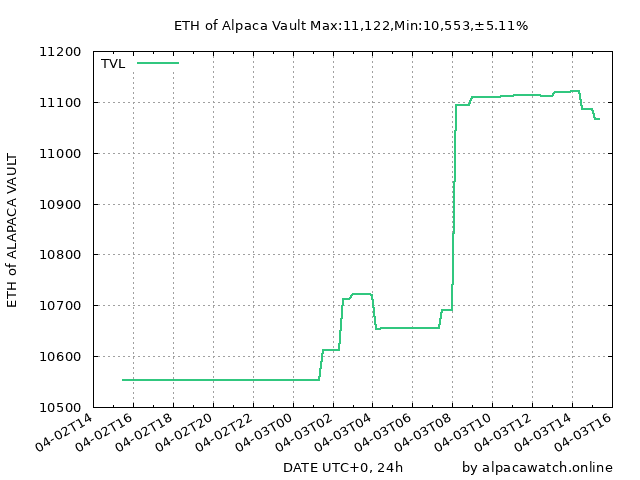 ETH of Alpaca Vault Max:11,122,Min:10,553,±5.11%
TVL
11200
11100
11000
10900
10800
10700
10600
10500
ETH of ALAPACA VAULT
04-02T14
04-02T16
04-02T18
04-02T20
04-02T22
04-03T00
04-03T02
04-03T04
04-03T06
04-03T08
04-03T10
04-03T12
04-03T14
04-03T16
DATE UTC+0, 24h
by alpacawatch.online